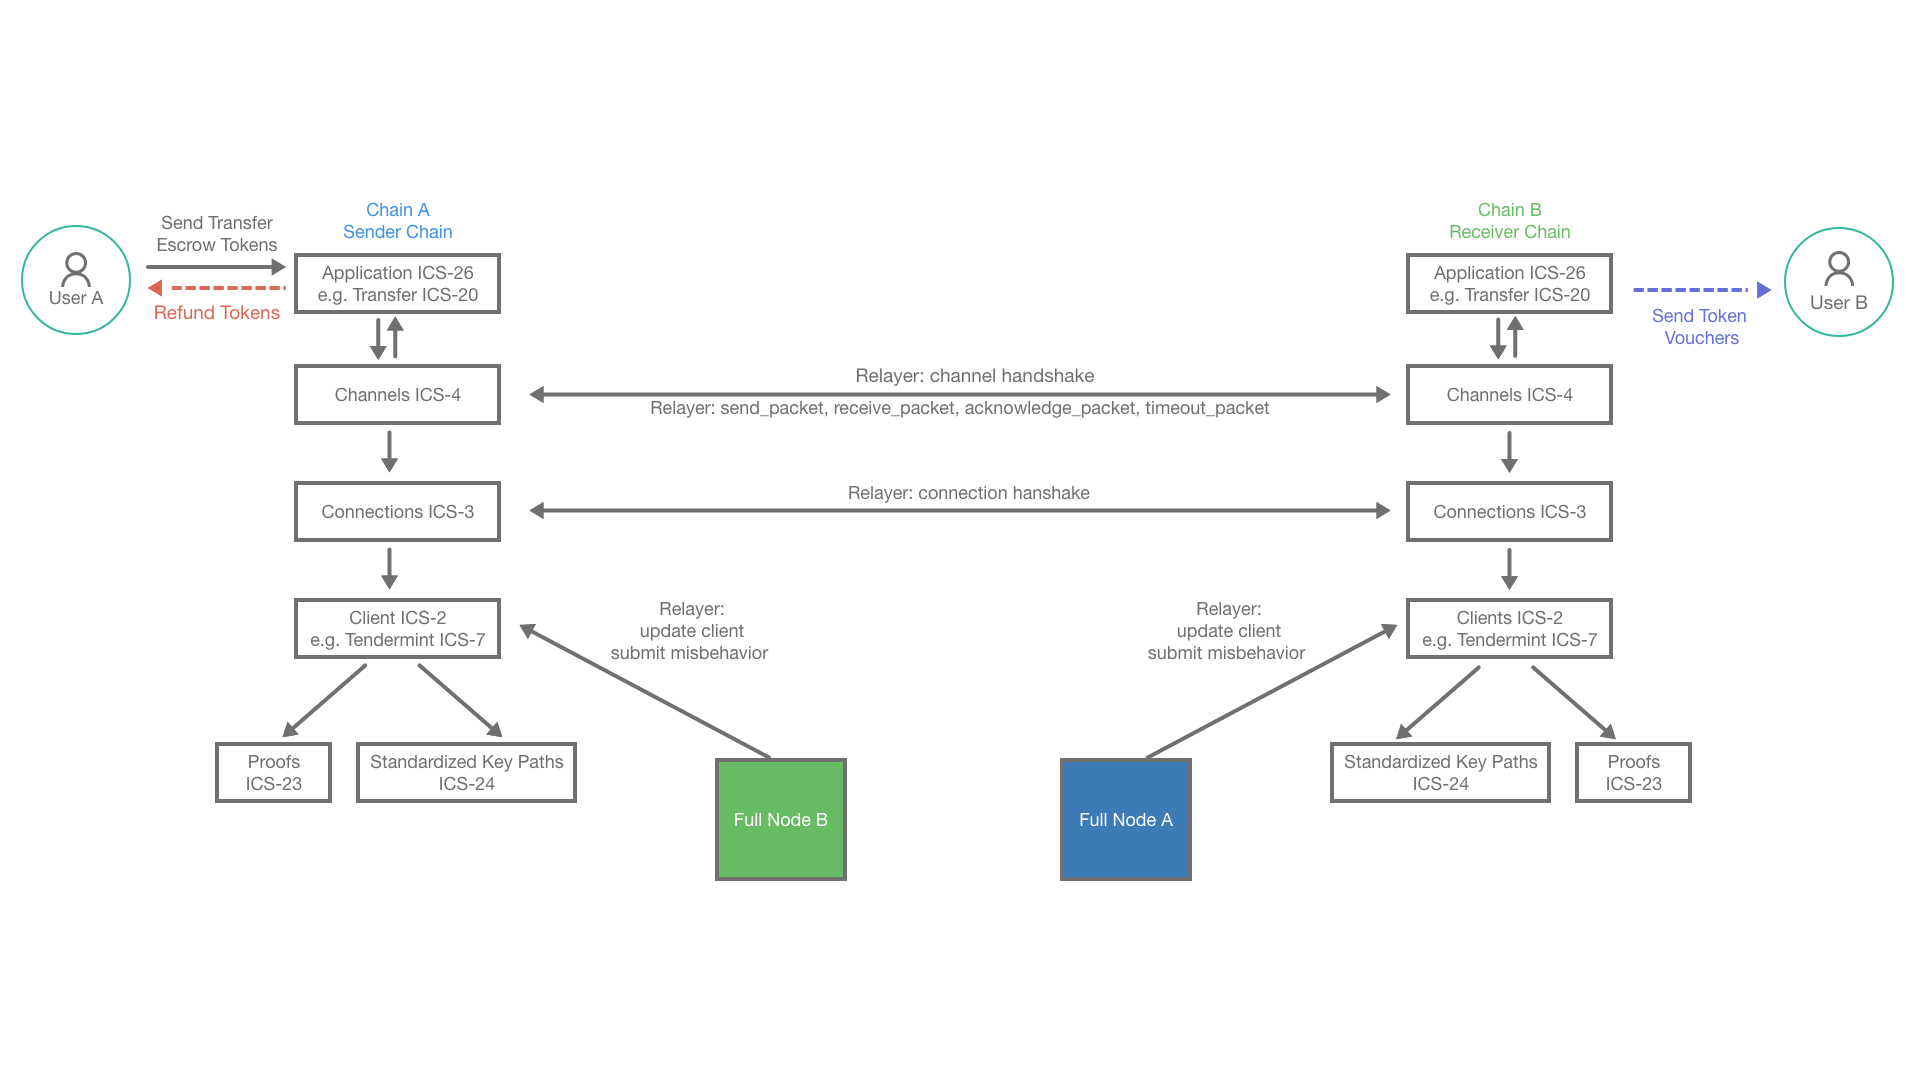 Chain A
Sender Chain
Chain B
Receiver Chain
Send Transfer
Escrow Tokens
Refund Tokens
User A
Application ICS-26
e.g. Transfer ICS-20
Application ICS-26
e.g. Transfer ICS-20
Send Token
Vouchers
User B
Channels ICS-4
Relayer: channel handshake
Relayer: send_packet, receive_packet, acknowledge_packet, timeout_packet
Channels ICS-4
Connections ICS-3
Relayer: connection hanshake
Connections ICS-3
Client ICS-2
e.g. Tendermint ICS-7
Relayer:
update client
submit misbehavior
Relayer:
update client
submit misbehavior
Clients ICS-2
e.g. Tendermint ICS-7
Proofs
ICS-23
Standardized Key Paths
ICS-24
Full Node B
Full Node A
Standardized Key Paths
ICS-24
Proofs
ICS-23